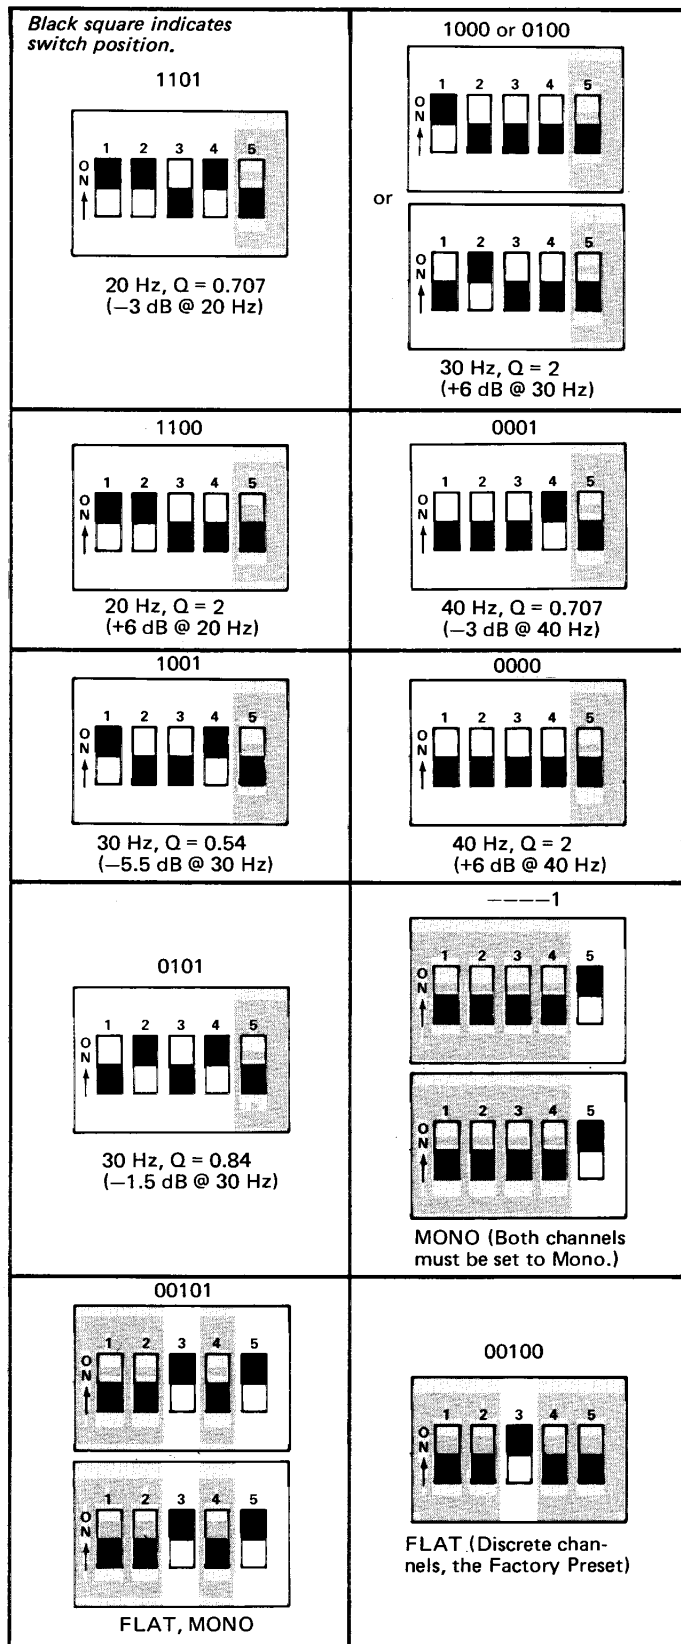 Black square indicates
switch position.
1101
1 2 3 4 5
ON
20 Hz, Q = 0.707
(−3 dB @ 20 Hz)
1000 or 0100
1 2 3 4 5
ON
or
1 2 3 4 5
ON
30 Hz, Q = 2
(+6 dB @ 30 Hz)
1100
1 2 3 4 5
ON
20 Hz, Q = 2
(+6 dB @ 20 Hz)
0001
1 2 3 4 5
ON
40 Hz, Q = 0.707
(−3 dB @ 40 Hz)
1001
1 2 3 4 5
ON
30 Hz, Q = 0.54
(−5.5 dB @ 30 Hz)
0000
1 2 3 4 5
ON
40 Hz, Q = 2
(+6 dB @ 40 Hz)
0101
1 2 3 4 5
ON
30 Hz, Q = 0.84
(−1.5 dB @ 30 Hz)
−−−−1
1 2 3 4 5
ON
1 2 3 4 5
ON
MONO (Both channels
must be set to Mono.)
00101
1 2 3 4 5
ON
1 2 3 4 5
ON
FLAT, MONO
00100
1 2 3 4 5
ON
FLAT (Discrete chan-
nels, the Factory Preset)